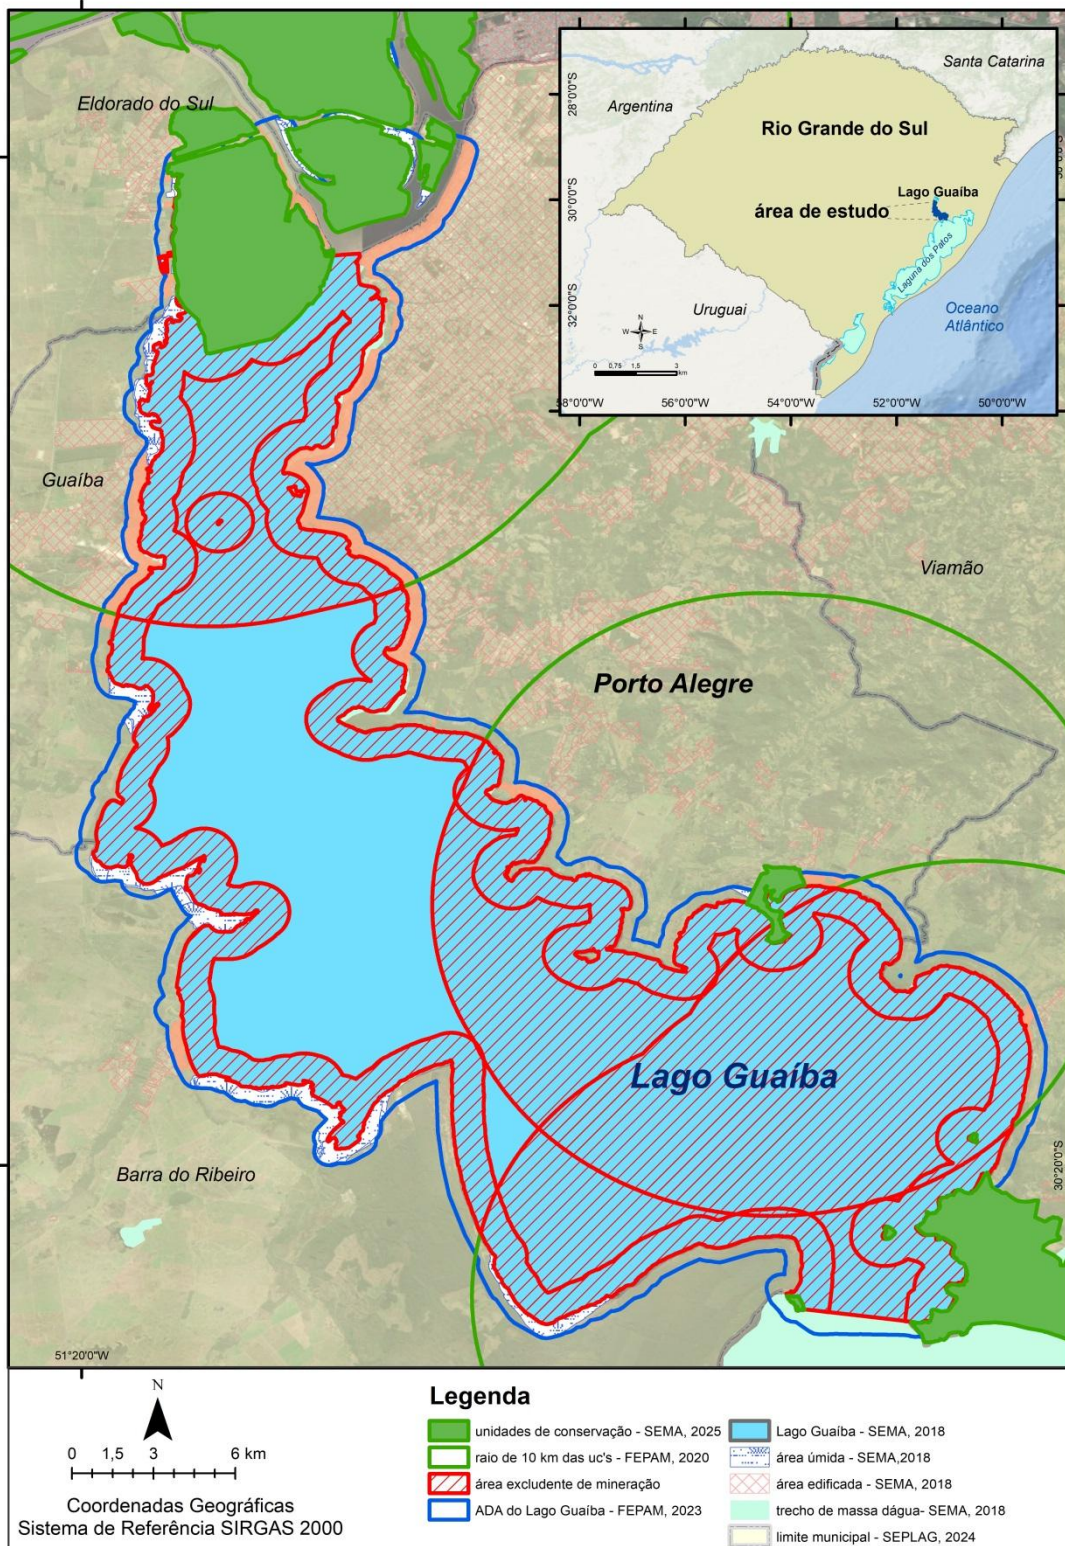 Eldorado do Sul
Guaíba
Viamão
Porto Alegre
Lago Guaíba
Barra do Ribeiro
51°20'0"W
30°20'0"S
Santa Catarina
Argentina
Rio Grande do Sul
Lago Guaíba
área de estudo
Laguna dos Patos
Uruguai
Oceano
Atlântico
N
W E
S
0 0,75 1,5 3
km
28°0'0"S
30°0'0"S
32°0'0"S
58°0'0"W
56°0'0"W
54°0'0"W
52°0'0"W
50°0'0"W
N
0 1,5 3 6 km
Coordenadas Geográficas
Sistema de Referência SIRGAS 2000
Legenda
unidades de conservação - SEMA, 2025
raio de 10 km das uc's - FEPAM, 2020
área excludente de mineração
ADA do Lago Guaíba - FEPAM, 2023
Lago Guaíba - SEMA, 2018
área úmida - SEMA,2018
área edificada - SEMA, 2018
trecho de massa dágua- SEMA, 2018
limite municipal - SEPLAG, 2024